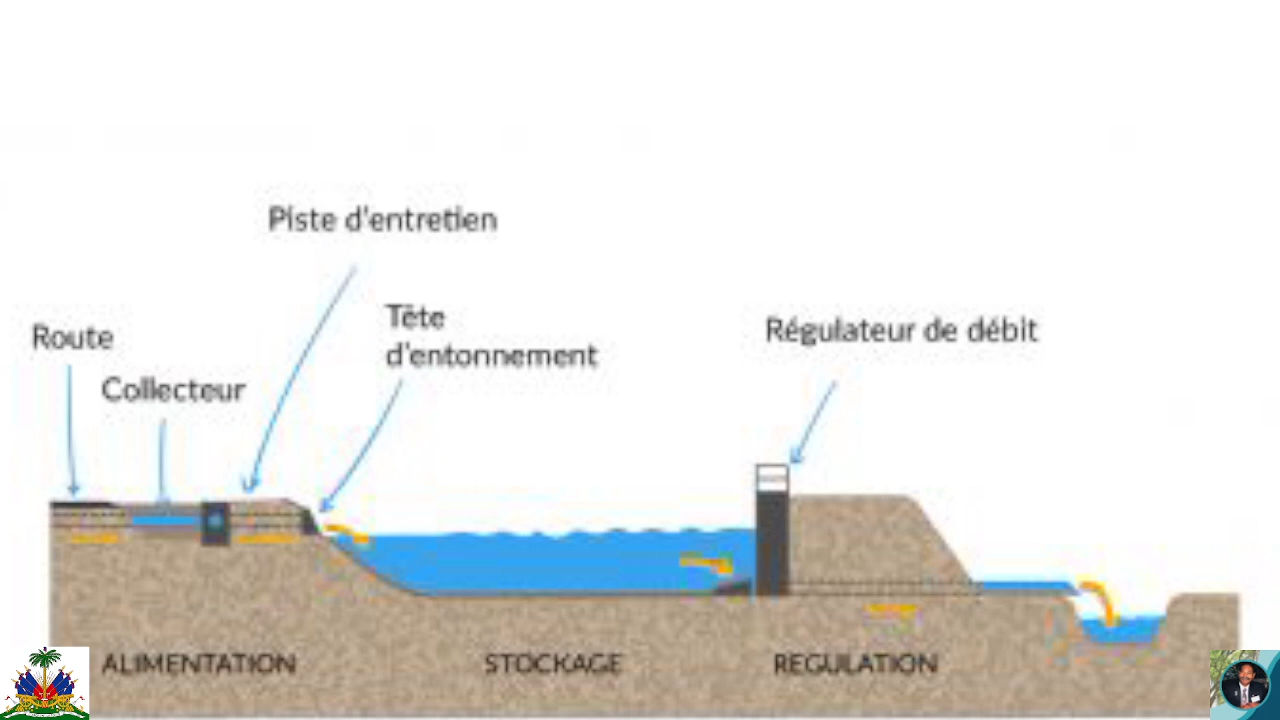 Piste d'entretien
Tête
d'entonnement
Route
Collecteur
Régulateur de débit
ALIMENTATION
STOCKAGE
REGULATION